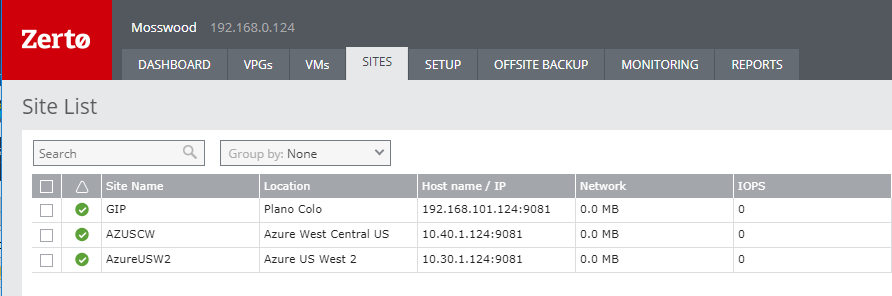 Zertø
Mosswood 192.168.0.124
DASHBOARD VPGs VMs SITES SETUP OFFSITE BACKUP MONITORING REPORTS
Site List
Search Group by: None
Site Name Location Host name / IP Network IOPS
GIP Plano Colo 192.168.101.124:9081 0.0 MB 0
AZUSCW Azure West Central US 10.40.1.124:9081 0.0 MB 0
AzureUSW2 Azure US West 2 10.30.1.124:9081 0.0 MB 0